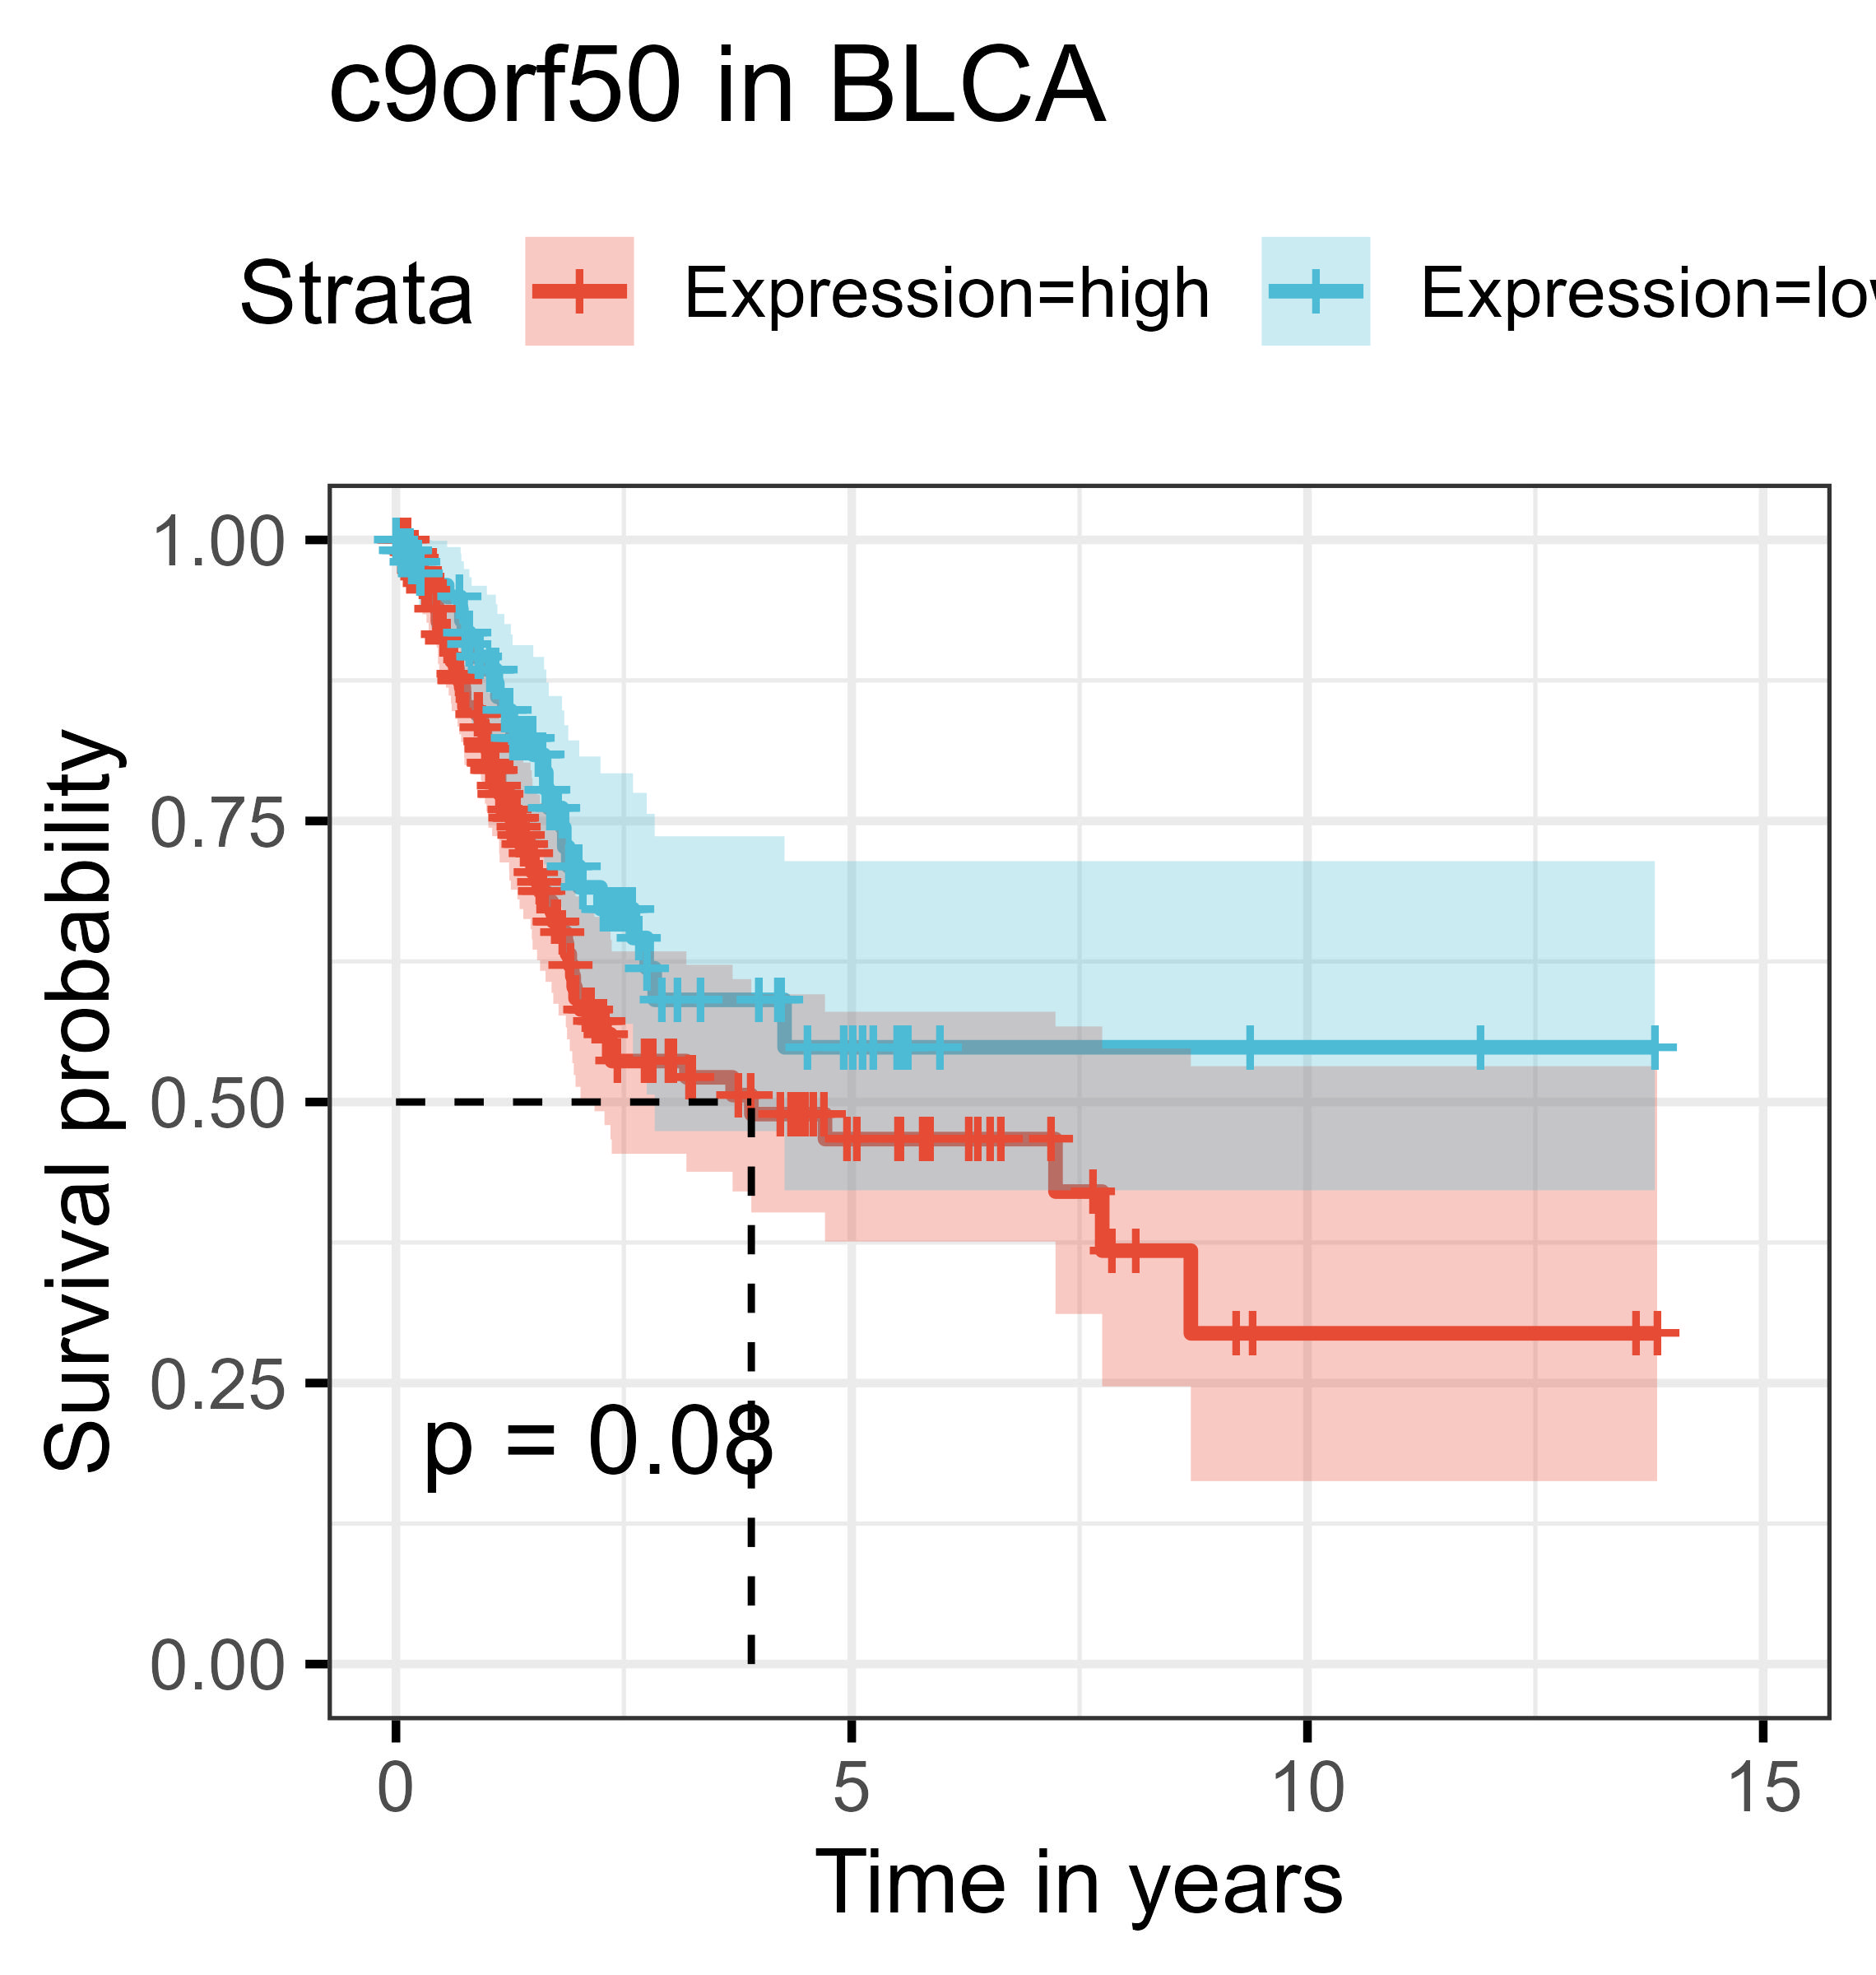 c9orf50 in BLCA
Strata Expression=high Expression=lo
1.00
0.75
0.50
0.25
0.00
Survival probability
p = 0.08
0 5 10 15
Time in years